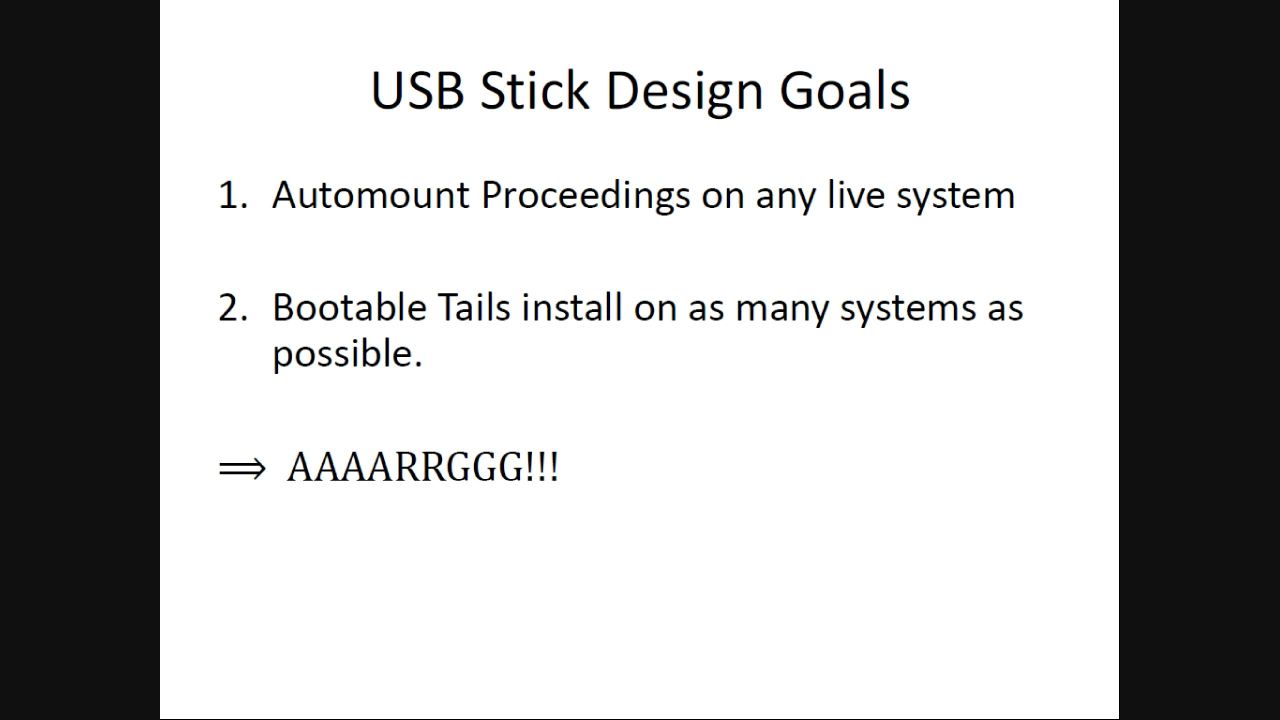 USB Stick Design Goals
1. Automount Proceedings on any live system
2. Bootable Tails install on as many systems as
possible.
⟹ AAAARRGGG!!!